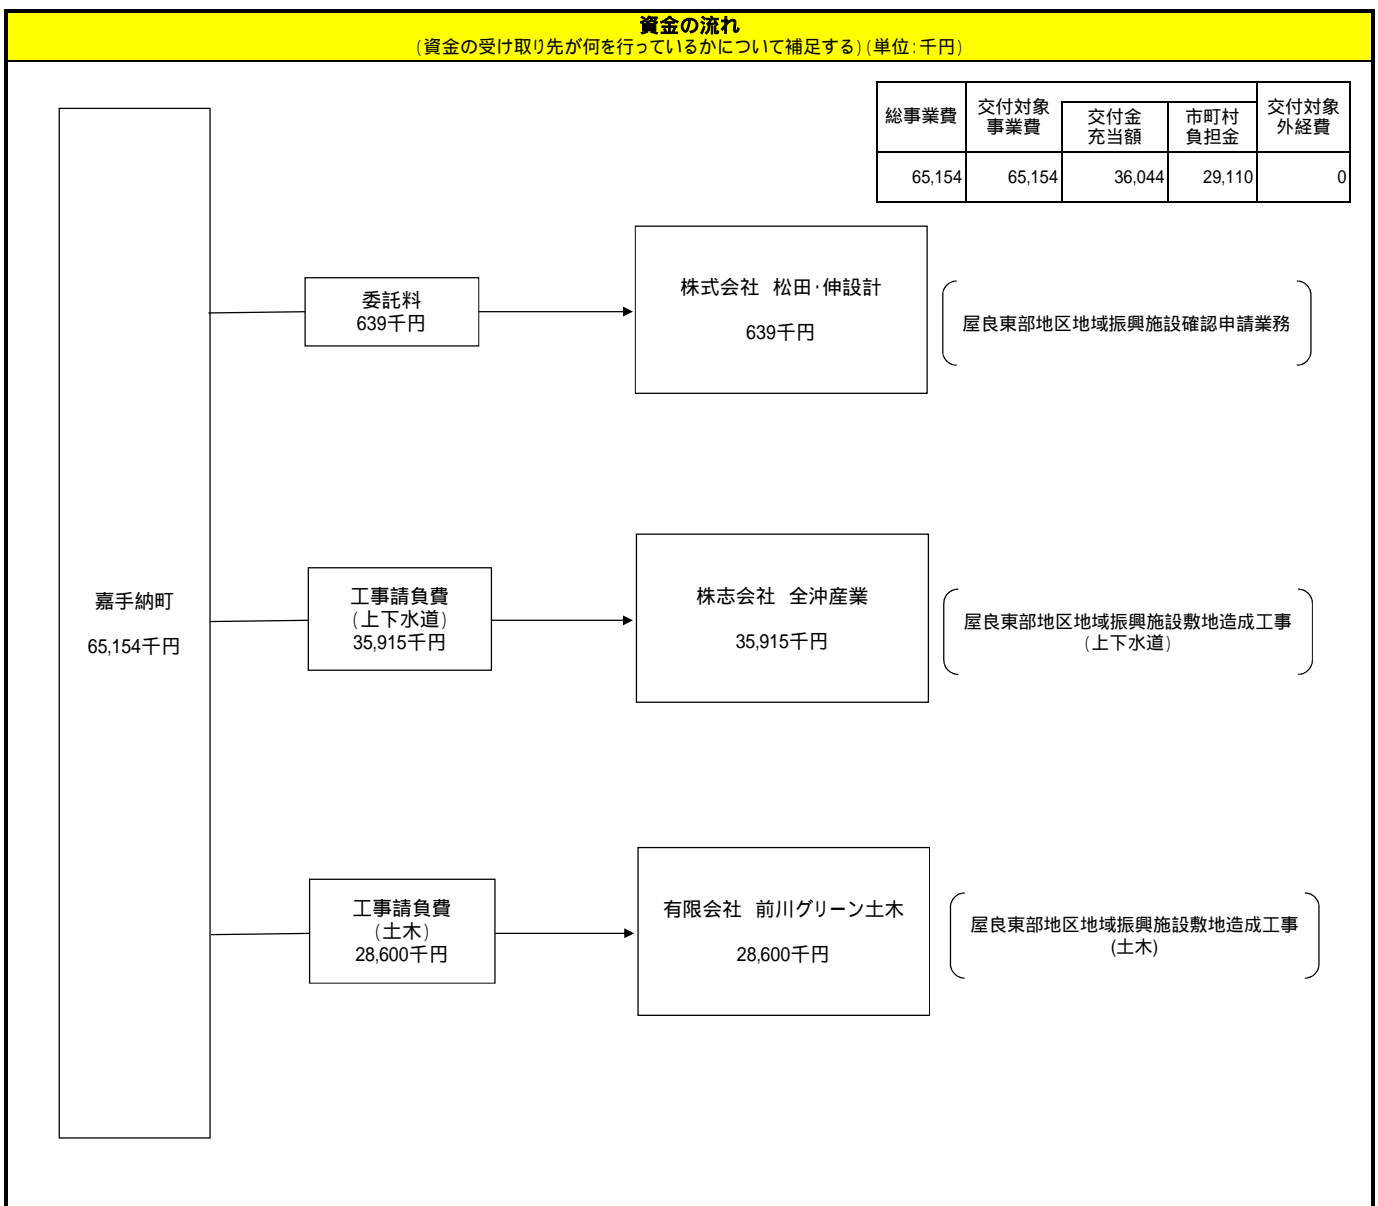 資金の流れ
(資金の受け取り先が何を行っているかについて補足する)(単位:千円)
総事業費
交付対象
事業費
交付金
充当額
市町村
負担金
交付対象
外経費
65,154
65,154
36,044
29,110
0
嘉手納町
65,154千円
委託料
639千円
株式会社 松田・伸設計
639千円
屋良東部地区地域振興施設確認申請業務
工事請負費
(上下水道)
35,915千円
株志会社 全沖産業
35,915千円
屋良東部地区地域振興施設敷地造成工事
(上下水道)
工事請負費
(土木)
28,600千円
有限会社 前川グリーン土木
28,600千円
屋良東部地区地域振興施設敷地造成工事
(土木)